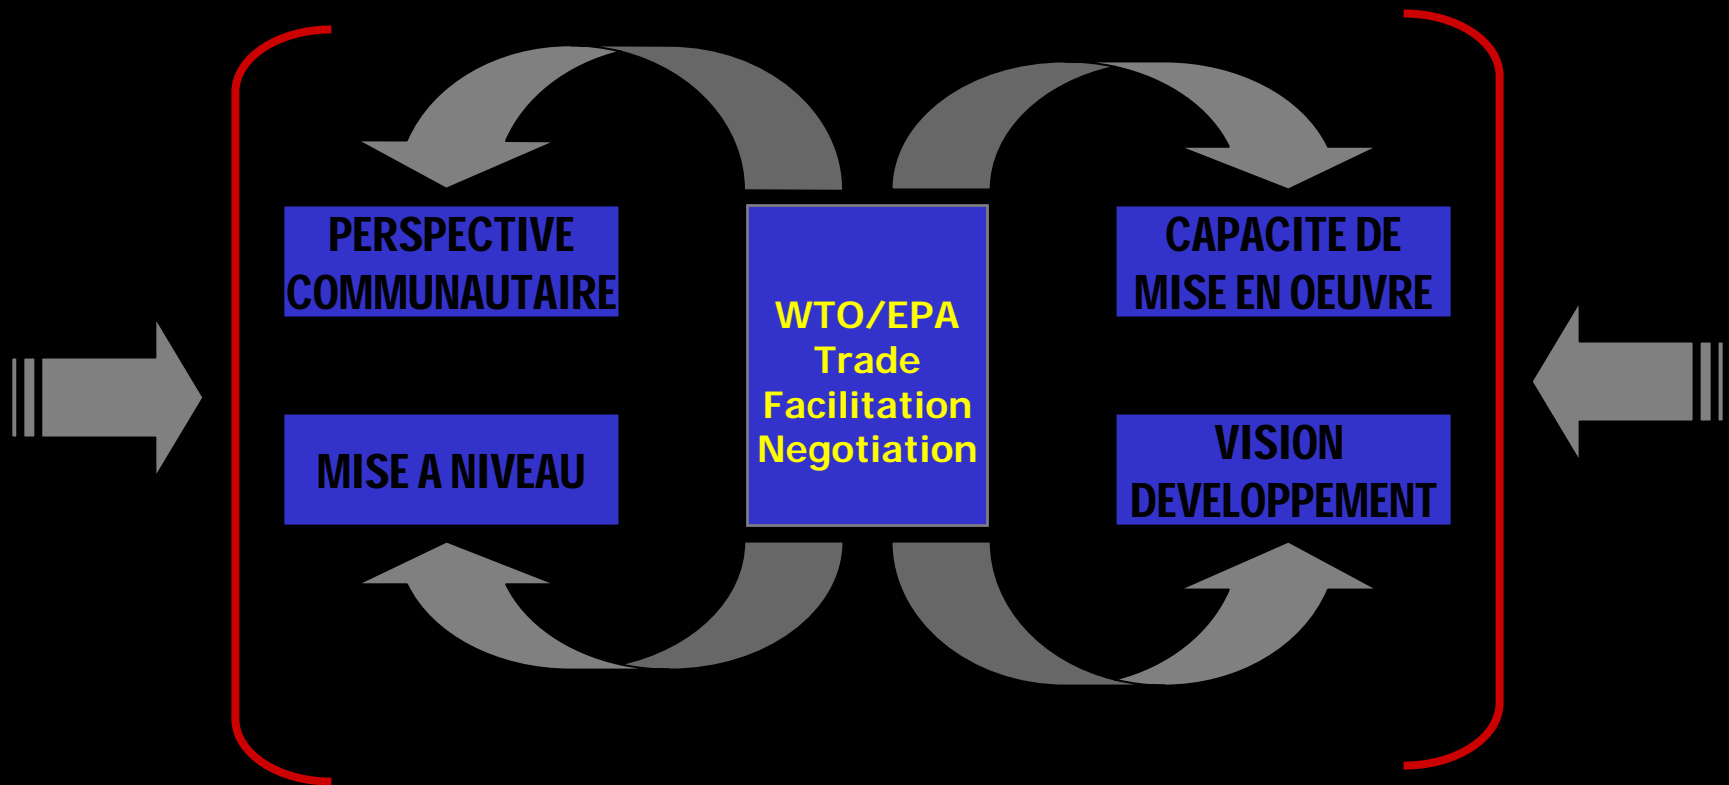 PERSPECTIVE
COMMUNAUTAIRE
MISE A NIVEAU
WTO/EPA
Trade
Facilitation
Negotiation
CAPACITE DE
MISE EN OEUVRE
VISION
DEVELOPPEMENT